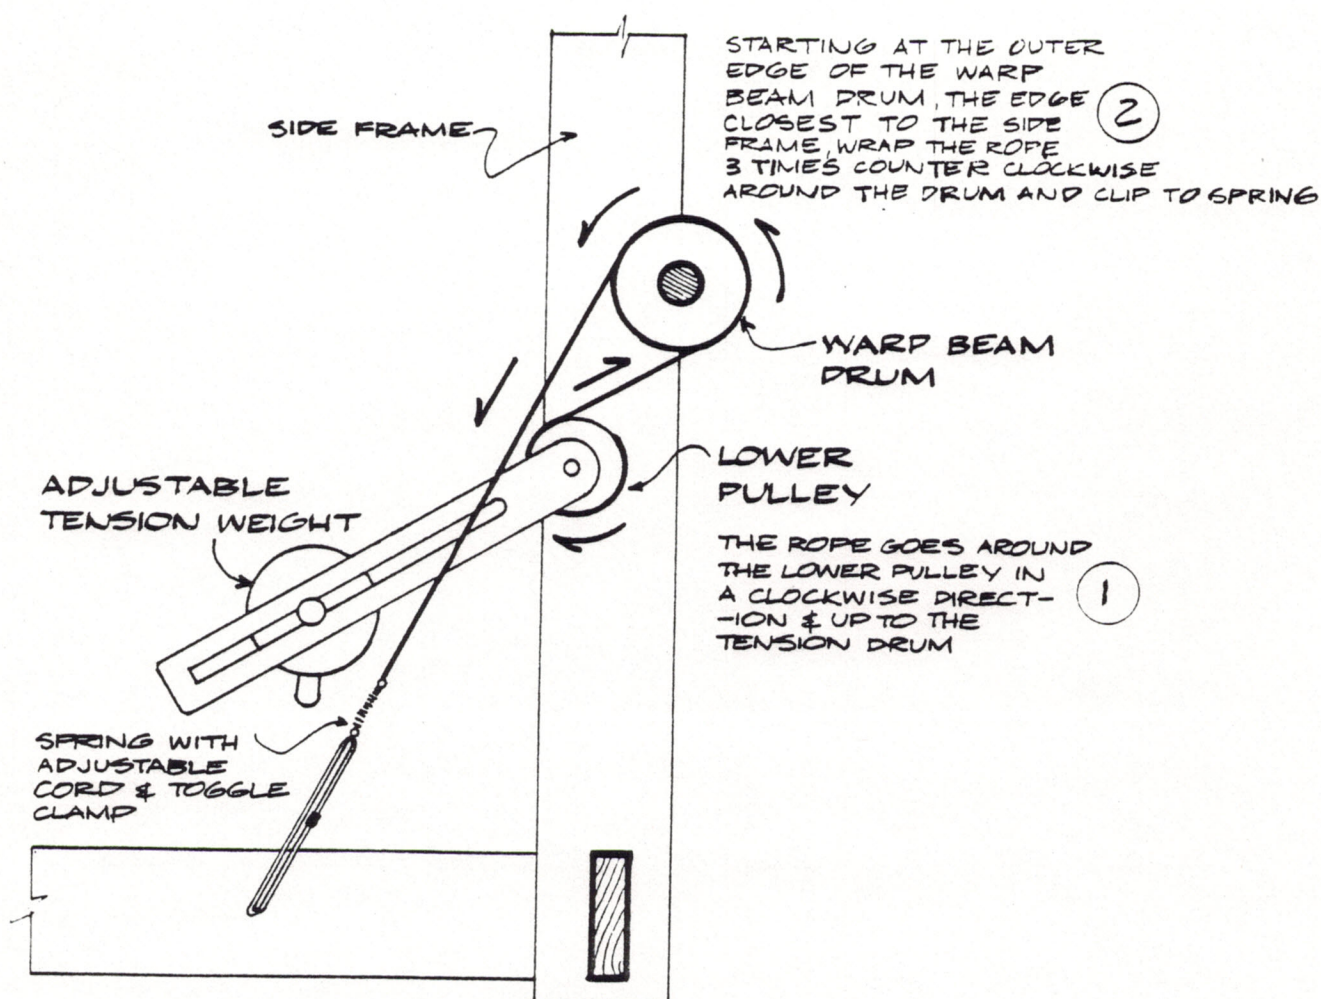 STARTING AT THE OUTER
EDGE OF THE WARP
BEAM DRUM, THE EDGE
CLOSEST TO THE SIDE
FRAME, WRAP THE ROPE
3 TIMES COUNTER CLOCKWISE
AROUND THE DRUM AND CLIP TO SPRING
2
SIDE FRAME
WARP BEAM
DRUM
LOWER
PULLEY
ADJUSTABLE
TENSION WEIGHT
THE ROPE GOES AROUND
THE LOWER PULLEY IN
A CLOCKWISE DIRECT-
-ION & UP TO THE
TENSION DRUM
1
SPRING WITH
ADJUSTABLE
CORD & TOGGLE
CLAMP